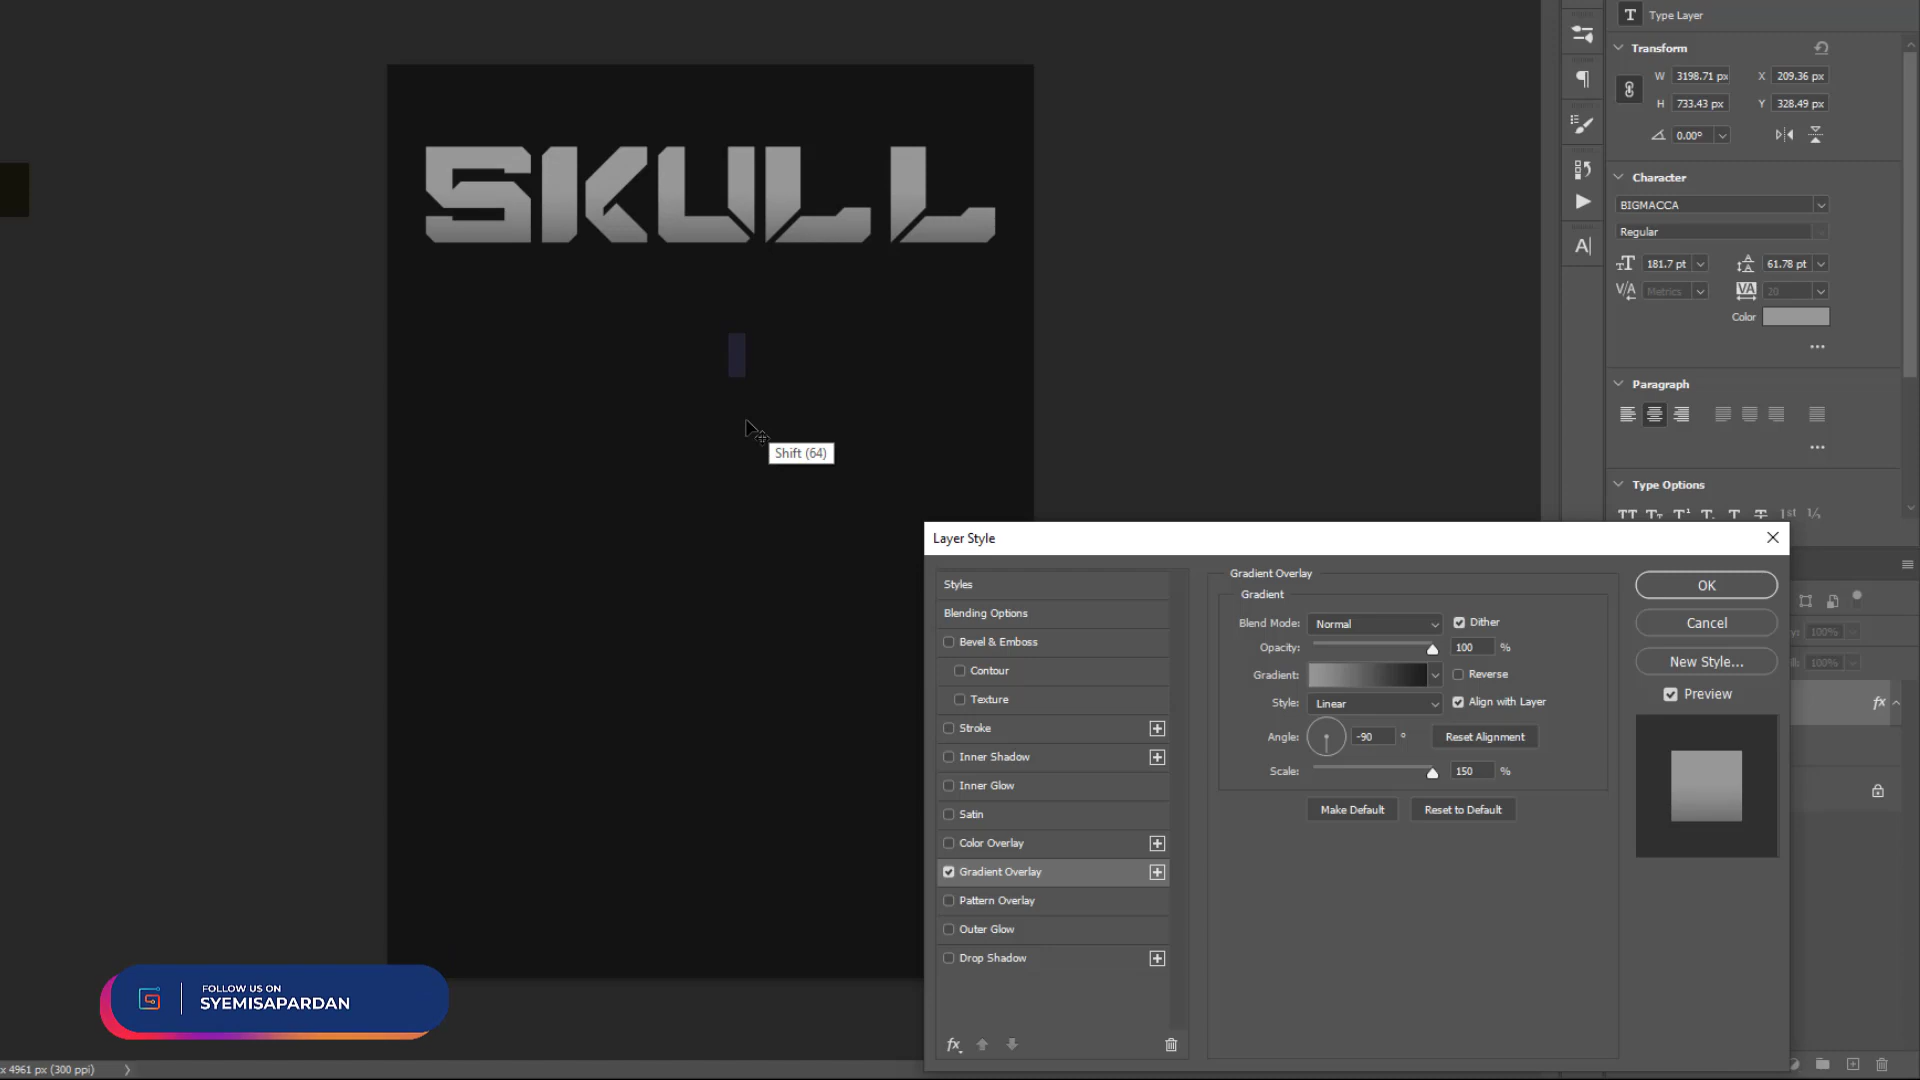 Type Layer
Transform
W 3198.71 px X 209.36 px
H 733.43 px Y 328.49 px
0.00°
Character
BIGMACCA
Regular
181.7 pt 61.78 pt
Metrics 20
Color
Paragraph
Type Options
SKULL
Shift (64)
Layer Style
Styles
Blending Options
Bevel & Emboss
Contour
Texture
Stroke
Inner Shadow
Inner Glow
Satin
Color Overlay
Gradient Overlay
Pattern Overlay
Outer Glow
Drop Shadow
fx
Gradient Overlay
Gradient
Blend Mode: Normal Dither
Opacity: 100 %
Gradient: Reverse
Style: Linear Align with Layer
Angle: -90 ° Reset Alignment
Scale: 150 %
Make Default Reset to Default
OK
Cancel
New Style...
Preview
100%
100%
fx
FOLLOW US ON
SYEMISAPARDAN
x 4961 px (300 ppi)